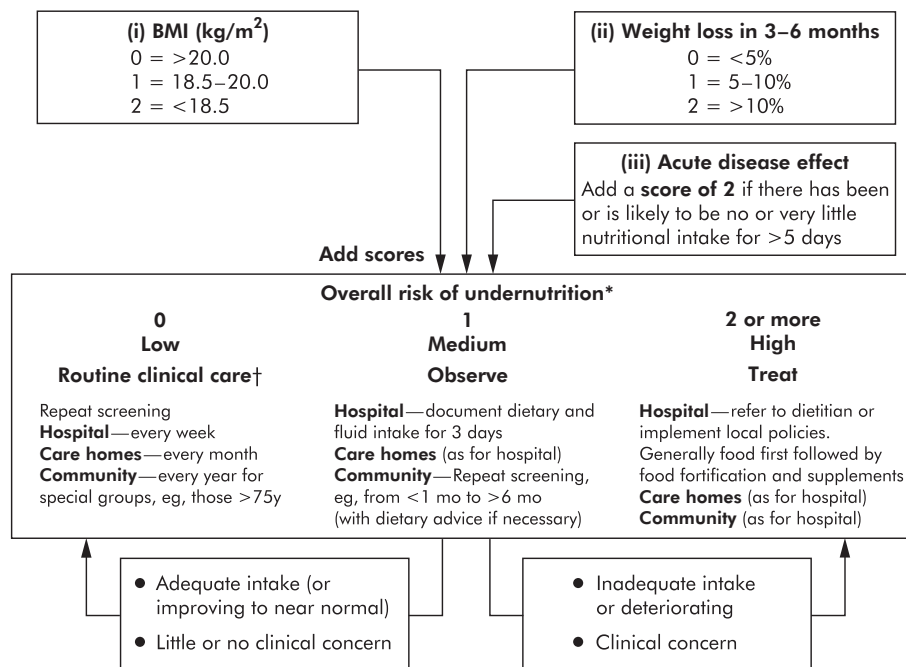 (i) BMI (kg/m²)
0 = >20.0
1 = 18.5–20.0
2 = <18.5
(ii) Weight loss in 3–6 months
0 = <5%
1 = 5–10%
2 = >10%
(iii) Acute disease effect
Add a score of 2 if there has been
or is likely to be no or very little
nutritional intake for >5 days
Add scores
Overall risk of undernutrition*
0
Low
Routine clinical care†
Repeat screening
Hospital—every week
Care homes—every month
Community—every year for
special groups, eg, those >75y
1
Medium
Observe
Hospital—document dietary and
fluid intake for 3 days
Care homes (as for hospital)
Community—Repeat screening,
eg, from <1 mo to >6 mo
(with dietary advice if necessary)
2 or more
High
Treat
Hospital—refer to dietitian or
implement local policies.
Generally food first followed by
food fortification and supplements
Care homes (as for hospital)
Community (as for hospital)
● Adequate intake (or
improving to near normal)
● Little or no clinical concern
● Inadequate intake
or deteriorating
● Clinical concern